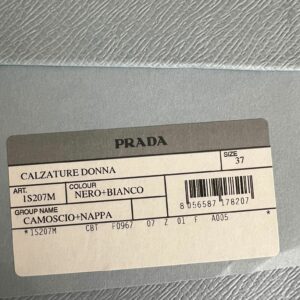 PRADA
CALZATURE DONNA
SIZE
37
ART.
1S207M
COLOUR
NERO+BIANCO
GROUP NAME
CAMOSCIO+NAPPA
8 056587 178207
*1S207M CBT F0967 07 Z 01 F A035 *